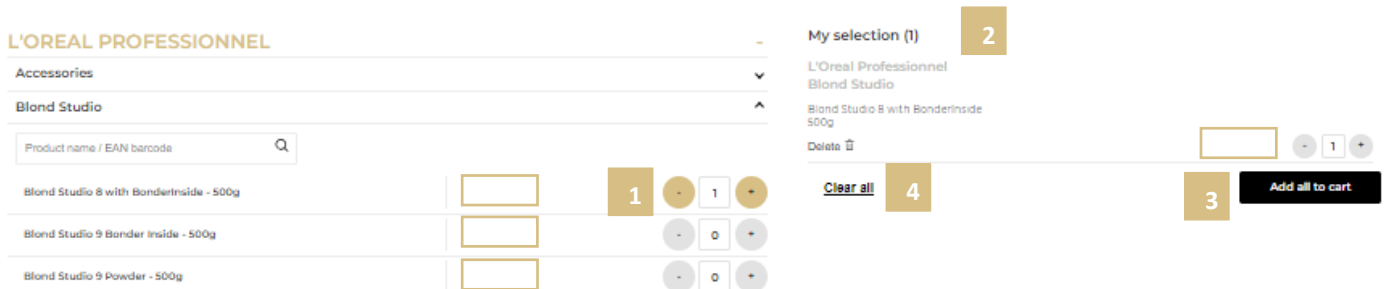 L'OREAL PROFESSIONNEL -
Accessories
Blond Studio
Product name / EAN barcode
Blond Studio 8 with BonderInside - 500g 1 - 1 +
Blond Studio 9 Bonder Inside - 500g - 0 +
Blond Studio 9 Powder - 500g - 0 +
My selection (1) 2
L'Oreal Professionnel
Blond Studio
Blond Studio 8 with BonderInside
500g
Delete - 1 +
Clear all 4 3 Add all to cart